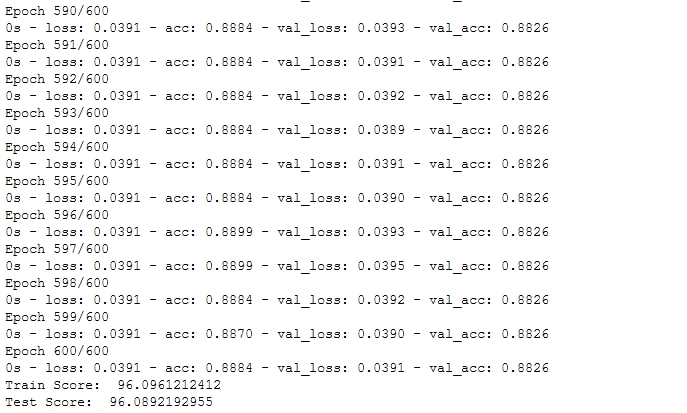 Epoch 590/600
0s - loss: 0.0391 - acc: 0.8884 - val_loss: 0.0393 - val_acc: 0.8826
Epoch 591/600
0s - loss: 0.0391 - acc: 0.8884 - val_loss: 0.0391 - val_acc: 0.8826
Epoch 592/600
0s - loss: 0.0391 - acc: 0.8884 - val_loss: 0.0392 - val_acc: 0.8826
Epoch 593/600
0s - loss: 0.0391 - acc: 0.8884 - val_loss: 0.0389 - val_acc: 0.8826
Epoch 594/600
0s - loss: 0.0391 - acc: 0.8884 - val_loss: 0.0391 - val_acc: 0.8826
Epoch 595/600
0s - loss: 0.0391 - acc: 0.8884 - val_loss: 0.0390 - val_acc: 0.8826
Epoch 596/600
0s - loss: 0.0391 - acc: 0.8899 - val_loss: 0.0393 - val_acc: 0.8826
Epoch 597/600
0s - loss: 0.0391 - acc: 0.8899 - val_loss: 0.0395 - val_acc: 0.8826
Epoch 598/600
0s - loss: 0.0391 - acc: 0.8884 - val_loss: 0.0392 - val_acc: 0.8826
Epoch 599/600
0s - loss: 0.0391 - acc: 0.8870 - val_loss: 0.0390 - val_acc: 0.8826
Epoch 600/600
0s - loss: 0.0391 - acc: 0.8884 - val_loss: 0.0391 - val_acc: 0.8826
Train Score:  96.0961212412
Test Score:  96.0892192955